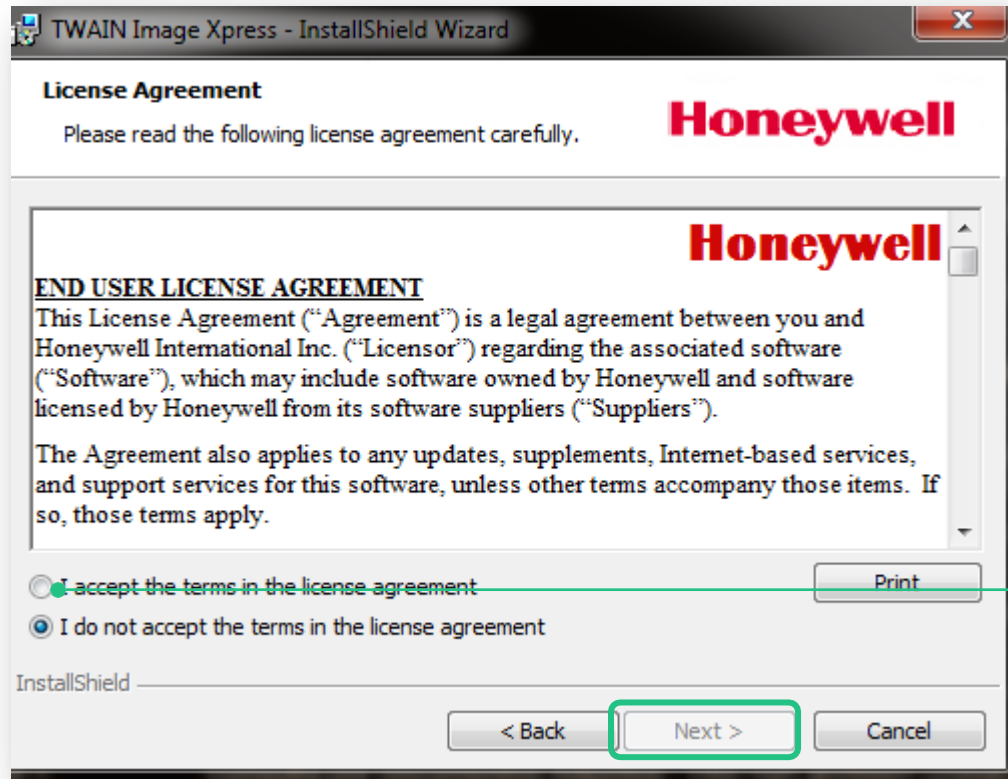 TWAIN Image Xpress - InstallShield Wizard
x
License Agreement
Please read the following license agreement carefully.
Honeywell
Honeywell
END USER LICENSE AGREEMENT
This License Agreement (“Agreement”) is a legal agreement between you and
Honeywell International Inc. (“Licensor”) regarding the associated software
(“Software”), which may include software owned by Honeywell and software
licensed by Honeywell from its software suppliers (“Suppliers”).
The Agreement also applies to any updates, supplements, Internet-based services,
and support services for this software, unless other terms accompany those items.  If
so, those terms apply.
I accept the terms in the license agreement
Print
I do not accept the terms in the license agreement
InstallShield
< Back
Next >
Cancel